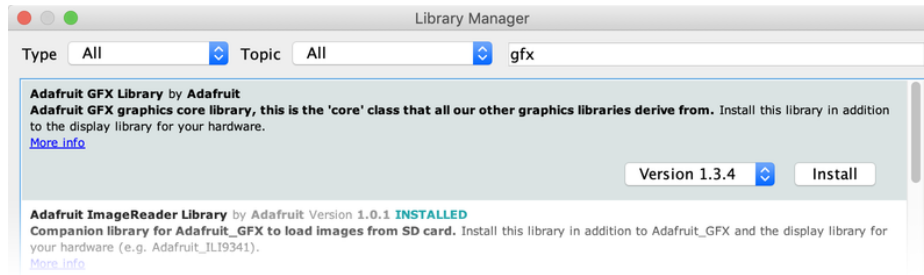 Library Manager
Type All Topic All gfx
Adafruit GFX Library by Adafruit
Adafruit GFX graphics core library, this is the 'core' class that all our other graphics libraries derive from. Install this library in addition
to the display library for your hardware.
More info
Version 1.3.4 Install
Adafruit ImageReader Library by Adafruit Version 1.0.1 INSTALLED
Companion library for Adafruit_GFX to load images from SD card. Install this library in addition to Adafruit_GFX and the display library for
your hardware (e.g. Adafruit_ILI9341).
More info